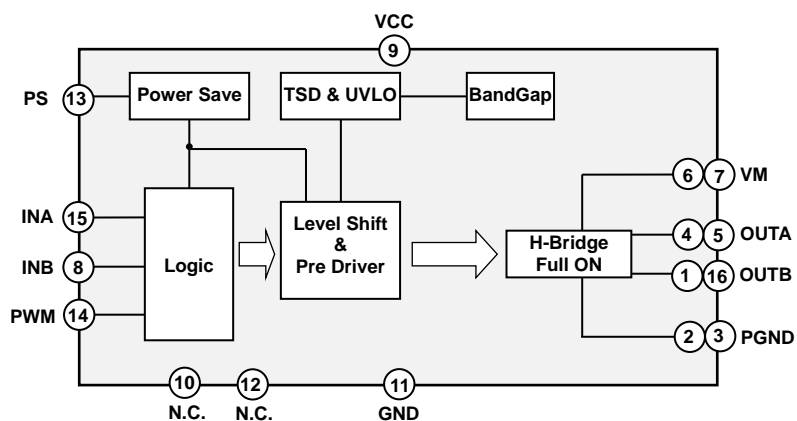 VCC
9
PS
13
Power Save
TSD & UVLO
BandGap
6
7
VM
INA
15
INB
8
PWM
14
Logic
Level Shift
&
Pre Driver
H-Bridge
Full ON
4
5
OUTA
1
16
OUTB
2
3
PGND
10
N.C.
12
N.C.
11
GND